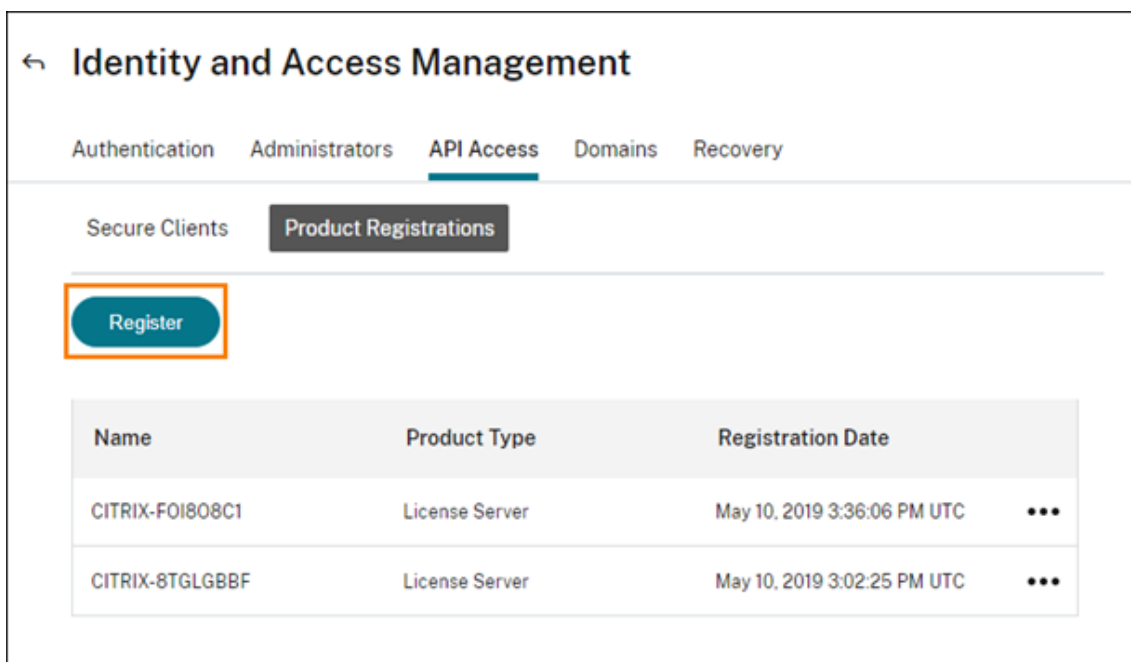 Identity and Access Management
Authentication Administrators API Access Domains Recovery
Secure Clients Product Registrations
Register
Name Product Type Registration Date
CITRIX-FOI8O8C1 License Server May 10, 2019 3:36:06 PM UTC
CITRIX-8TGLGBBF License Server May 10, 2019 3:02:25 PM UTC